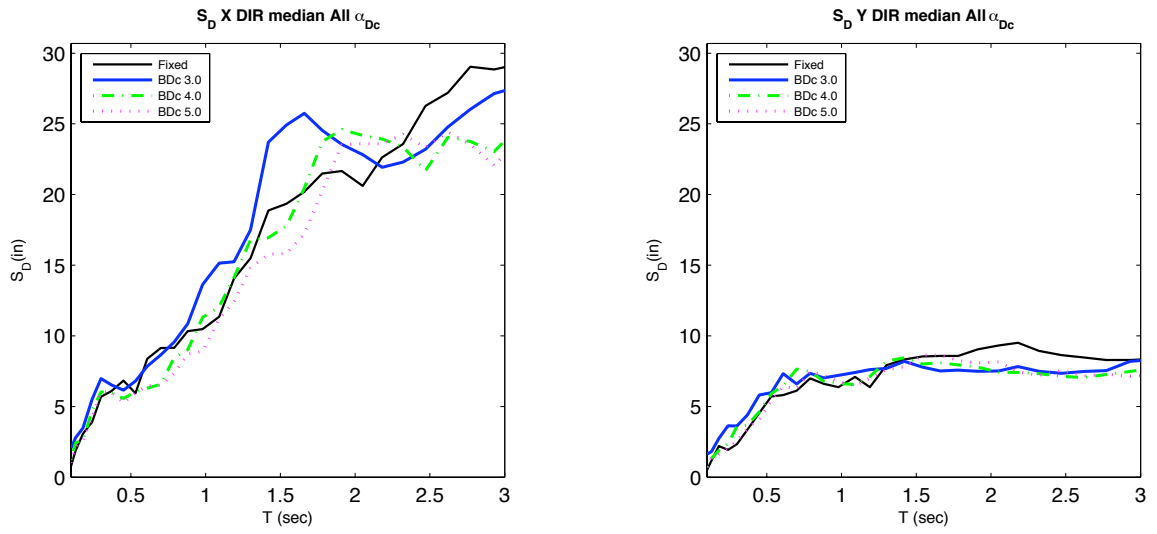 S_D X DIR median All α_Dc
30
25
20
15
10
5
0
S_D(in)
Fixed
BDc 3.0
BDc 4.0
BDc 5.0
0.5 1 1.5 2 2.5 3
T (sec)
S_D Y DIR median All α_Dc
30
25
20
15
10
5
0
S_D(in)
Fixed
BDc 3.0
BDc 4.0
BDc 5.0
0.5 1 1.5 2 2.5 3
T (sec)